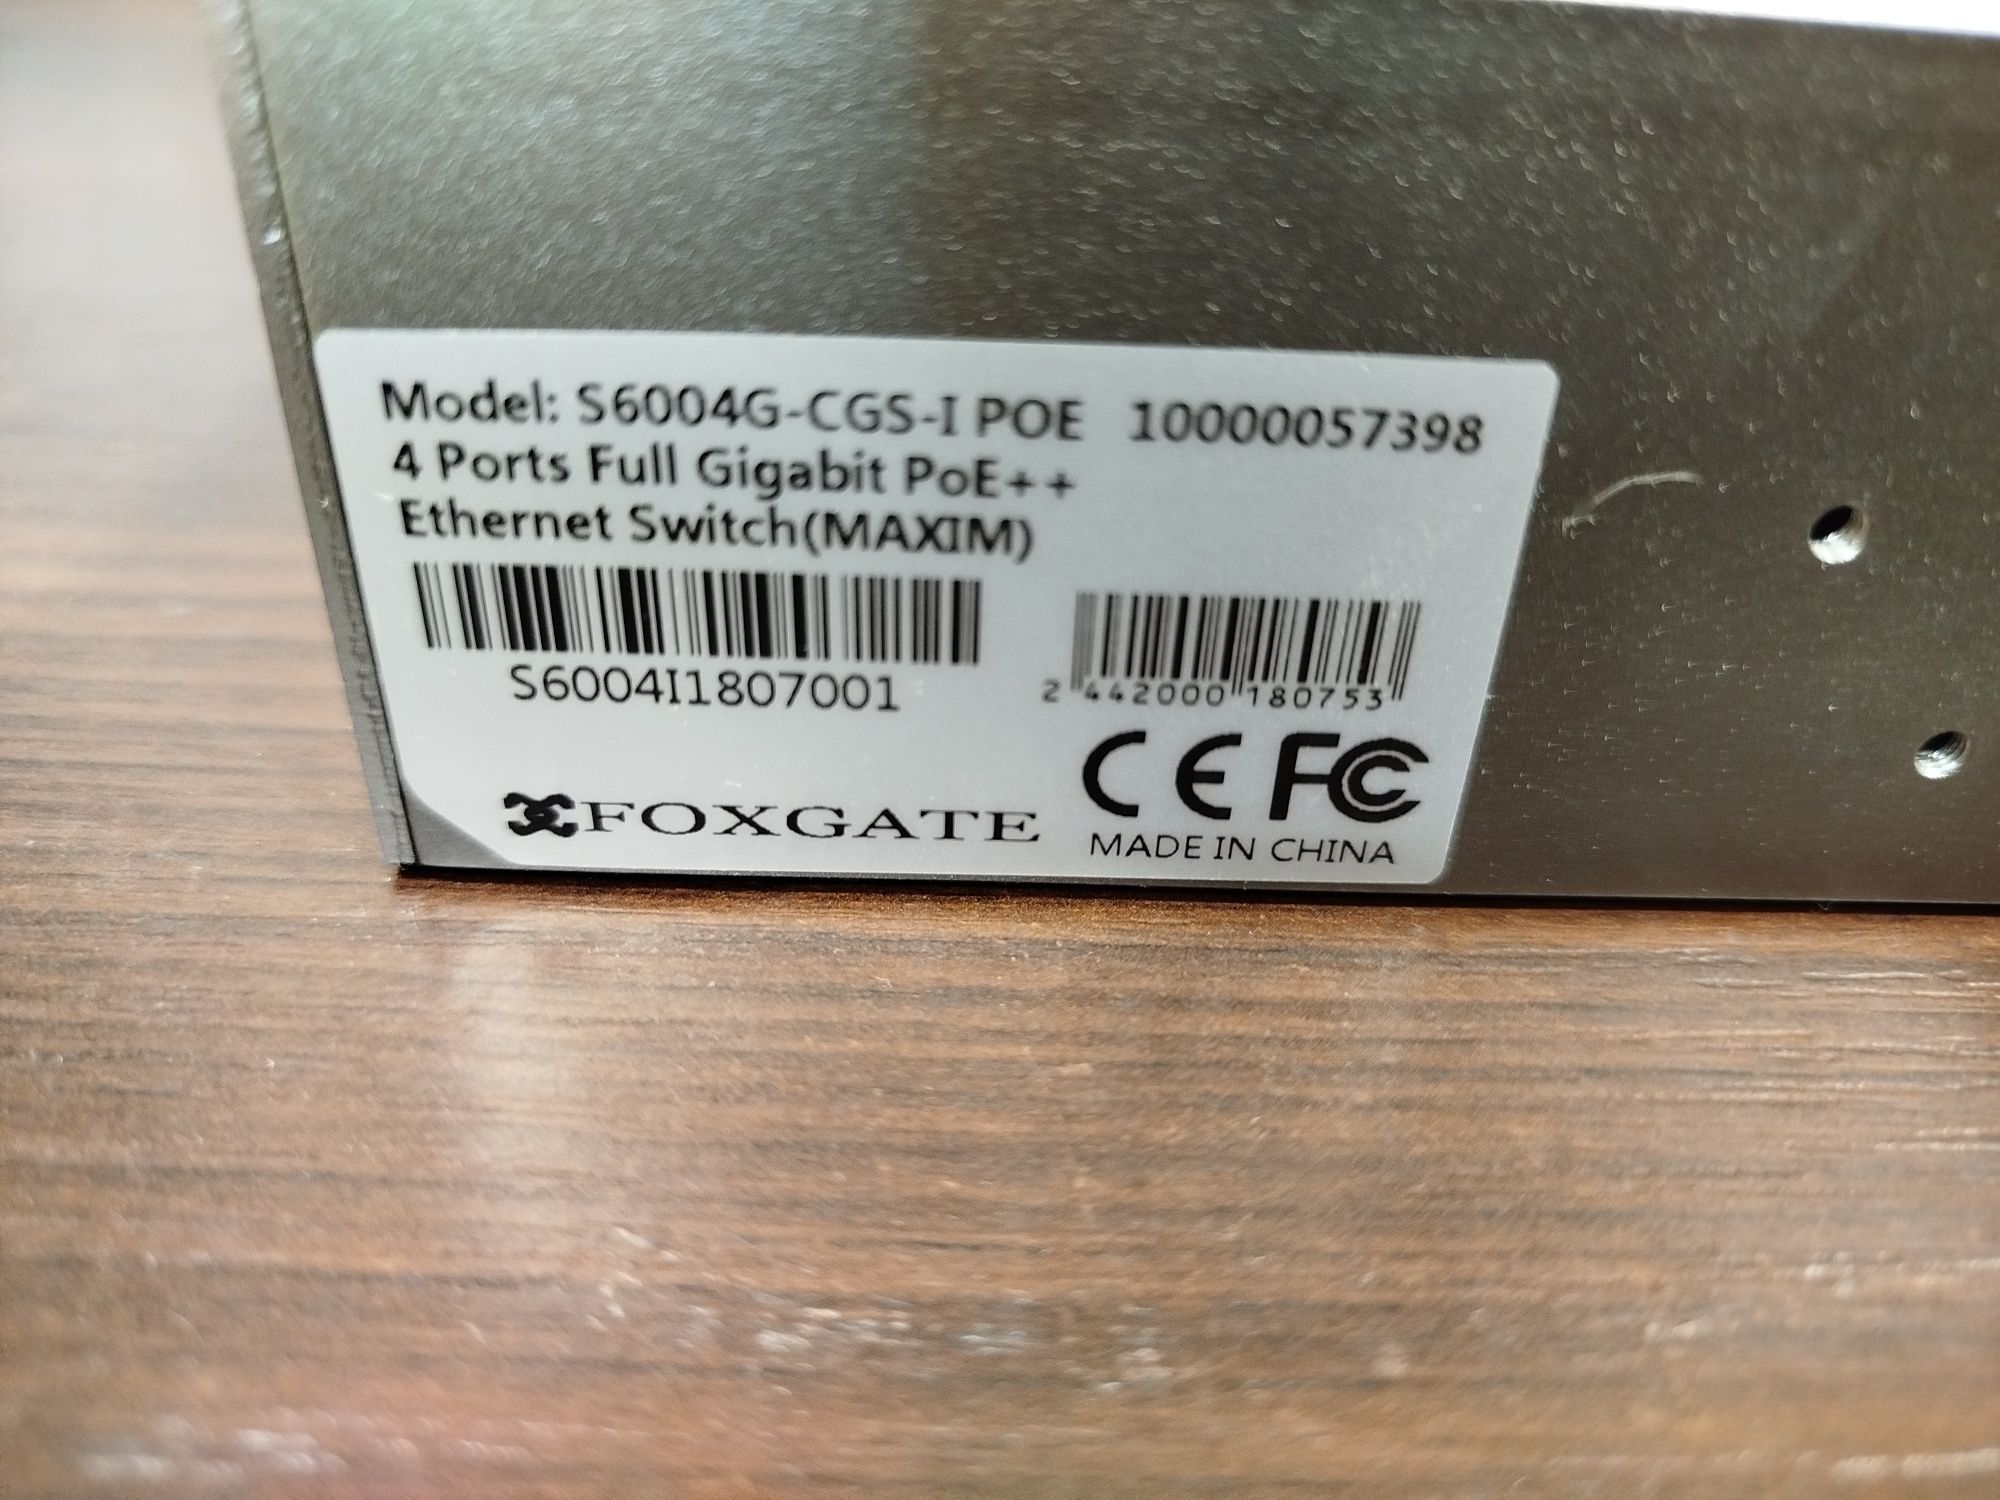 Model: S6004G-CGS-I POE 10000057398
4 Ports Full Gigabit PoE++
Ethernet Switch(MAXIM)
S6004I1807001
2 442000 180753
CE FC
FOXGATE
MADE IN CHINA